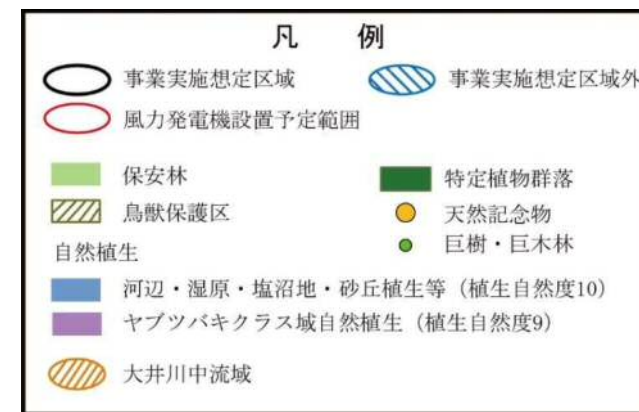 凡 例
事業実施想定区域 事業実施想定区域外
風力発電機設置予定範囲
保安林 特定植物群落
鳥獣保護区 天然記念物
自然植生 巨樹・巨木林
河辺・湿原・塩沼地・砂丘植生等（植生自然度10）
ヤブツバキクラス域自然植生（植生自然度9）
大井川中流域